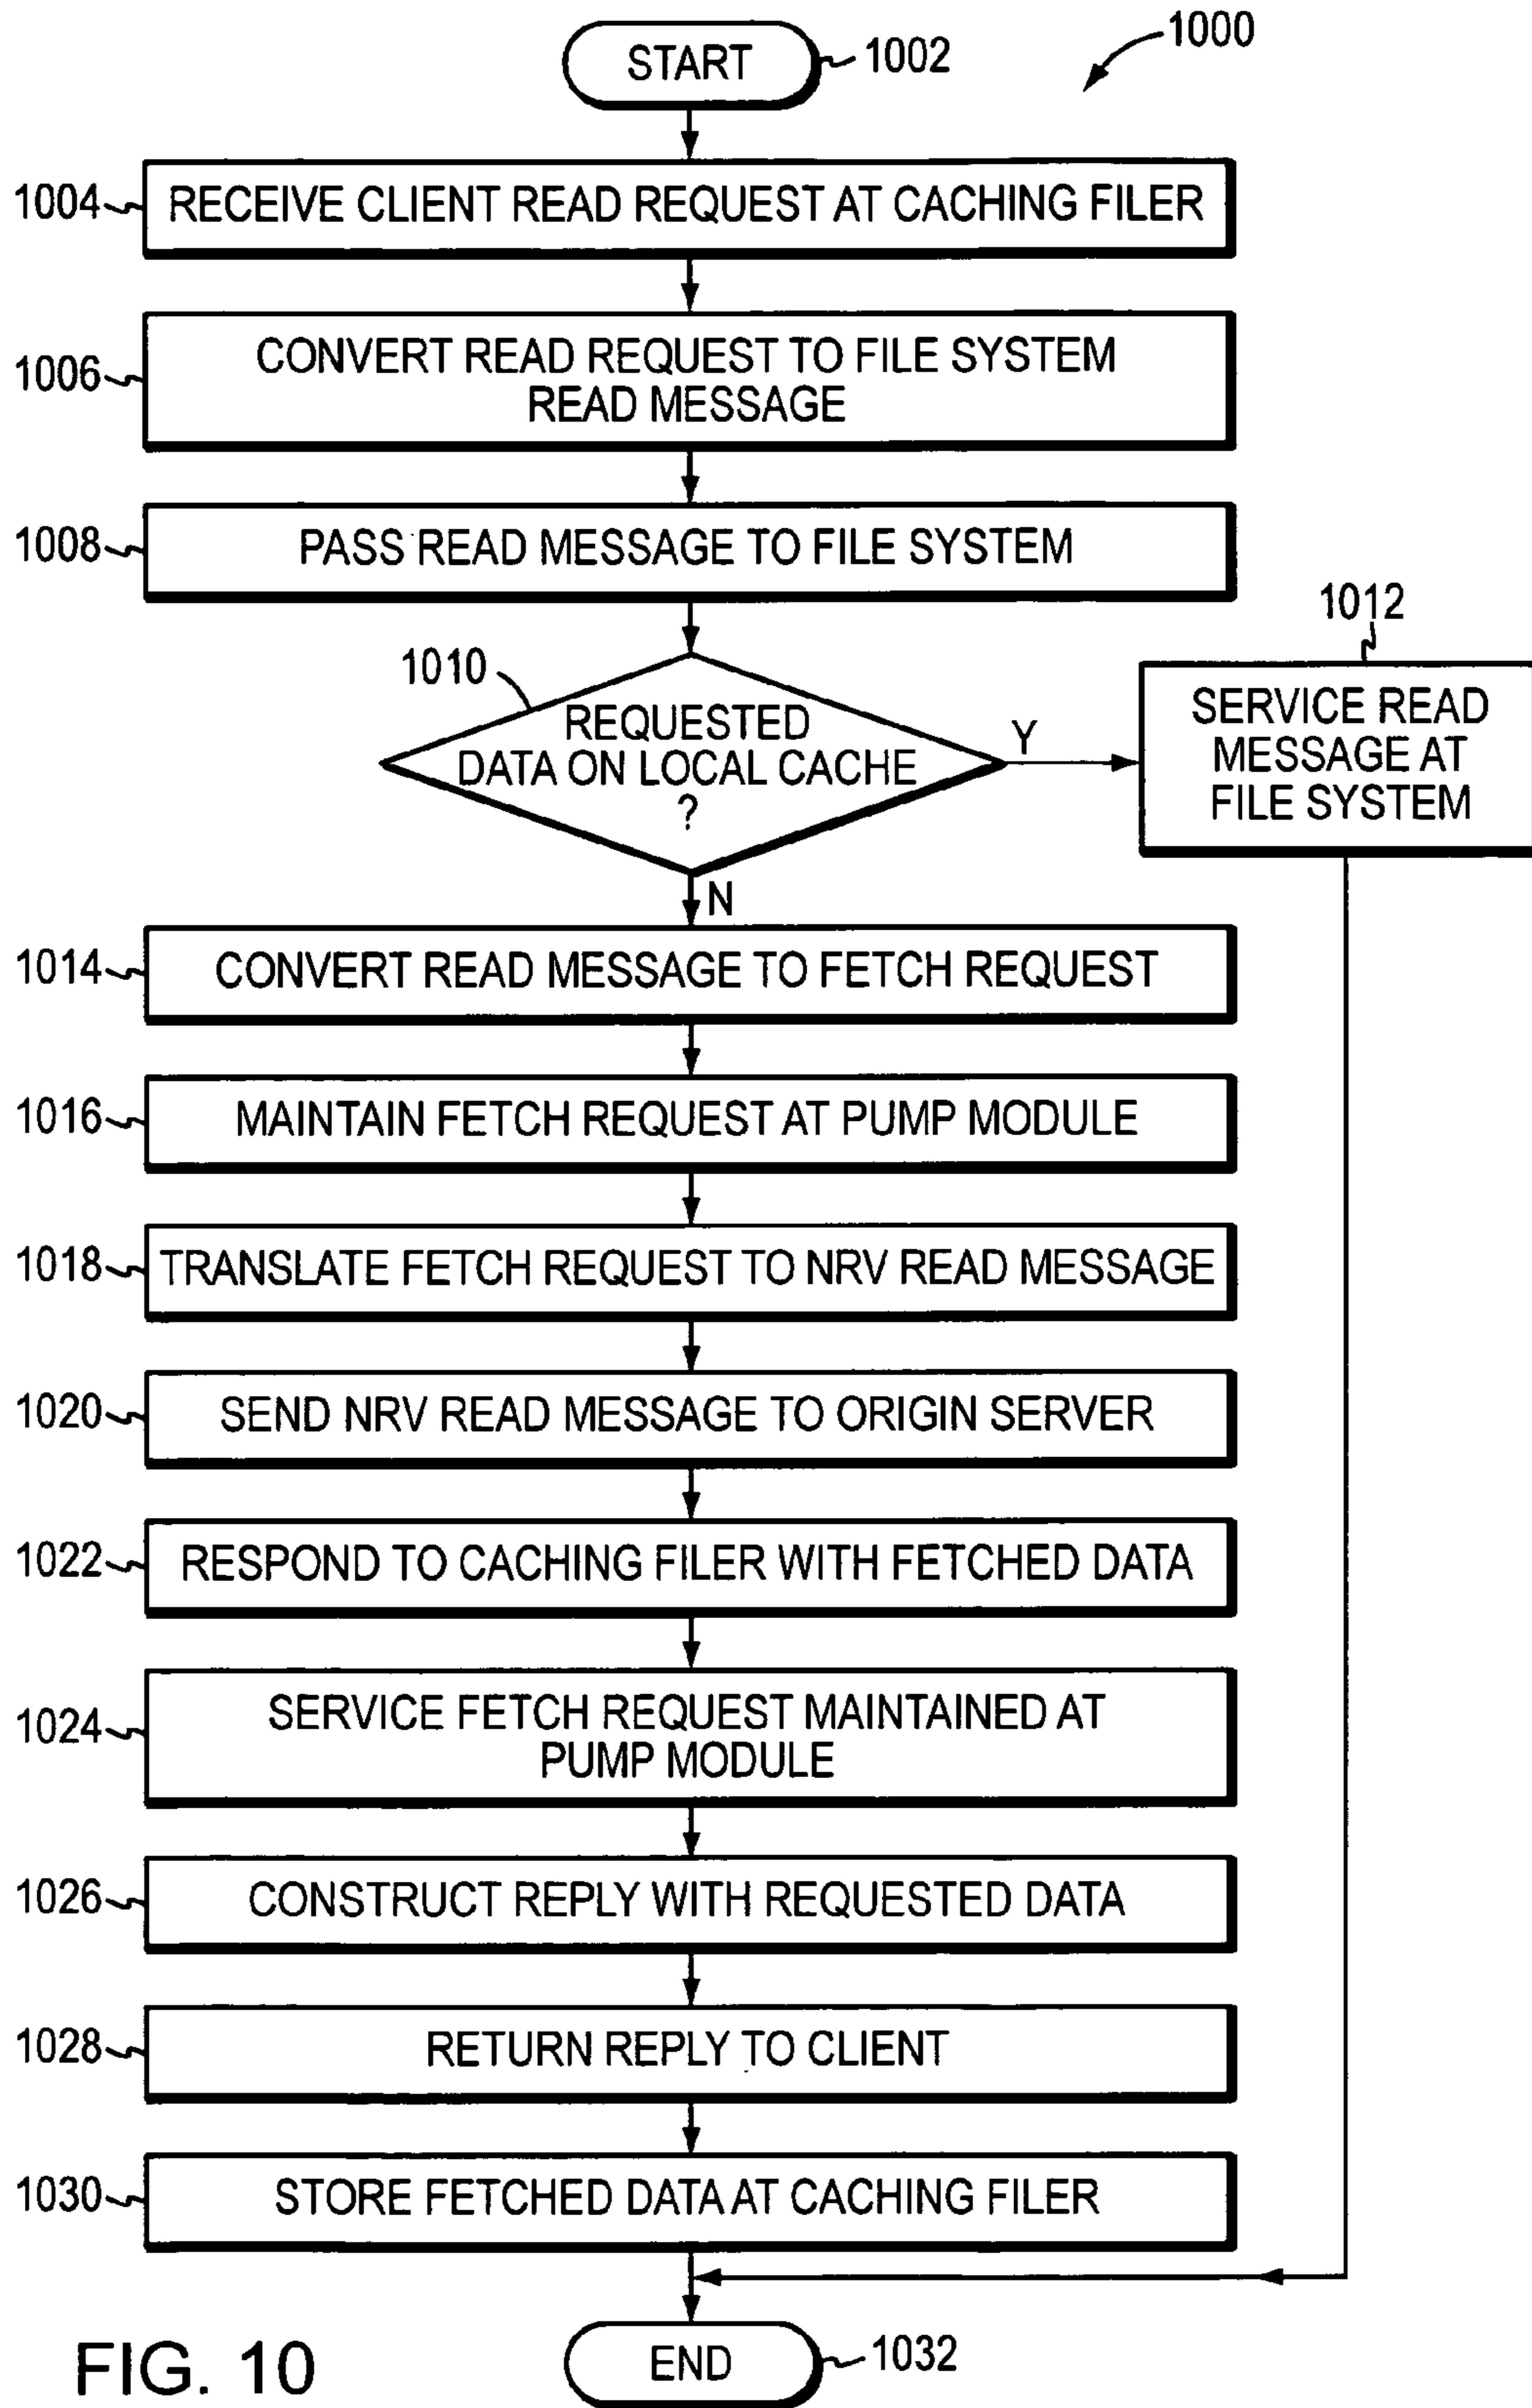 START
1002
1000
1004
RECEIVE CLIENT READ REQUEST AT CACHING FILER
1006
CONVERT READ REQUEST TO FILE SYSTEM
READ MESSAGE
1008
PASS READ MESSAGE TO FILE SYSTEM
1010
REQUESTED
DATA ON LOCAL CACHE
?
Y
1012
SERVICE READ
MESSAGE AT
FILE SYSTEM
N
1014
CONVERT READ MESSAGE TO FETCH REQUEST
1016
MAINTAIN FETCH REQUEST AT PUMP MODULE
1018
TRANSLATE FETCH REQUEST TO NRV READ MESSAGE
1020
SEND NRV READ MESSAGE TO ORIGIN SERVER
1022
RESPOND TO CACHING FILER WITH FETCHED DATA
1024
SERVICE FETCH REQUEST MAINTAINED AT
PUMP MODULE
1026
CONSTRUCT REPLY WITH REQUESTED DATA
1028
RETURN REPLY TO CLIENT
1030
STORE FETCHED DATA AT CACHING FILER
END
1032
FIG. 10